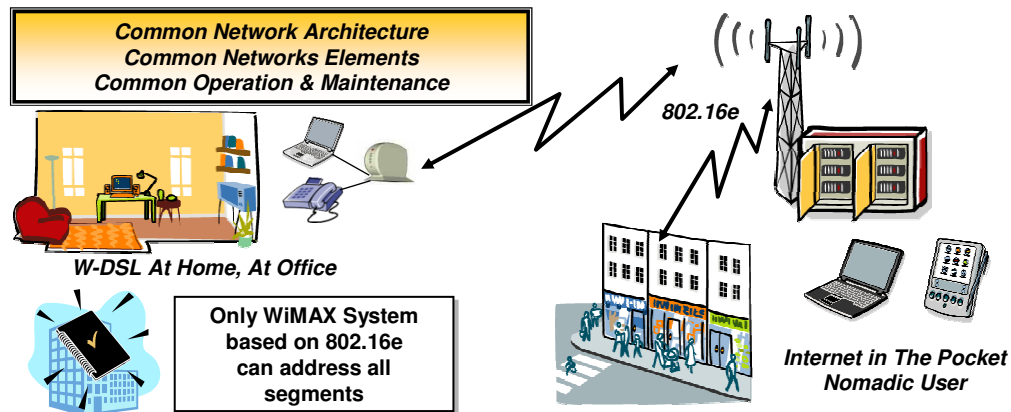 Common Network Architecture
Common Networks Elements
Common Operation & Maintenance
802.16e
W-DSL At Home, At Office
Only WiMAX System
based on 802.16e
can address all
segments
Internet in The Pocket
Nomadic User